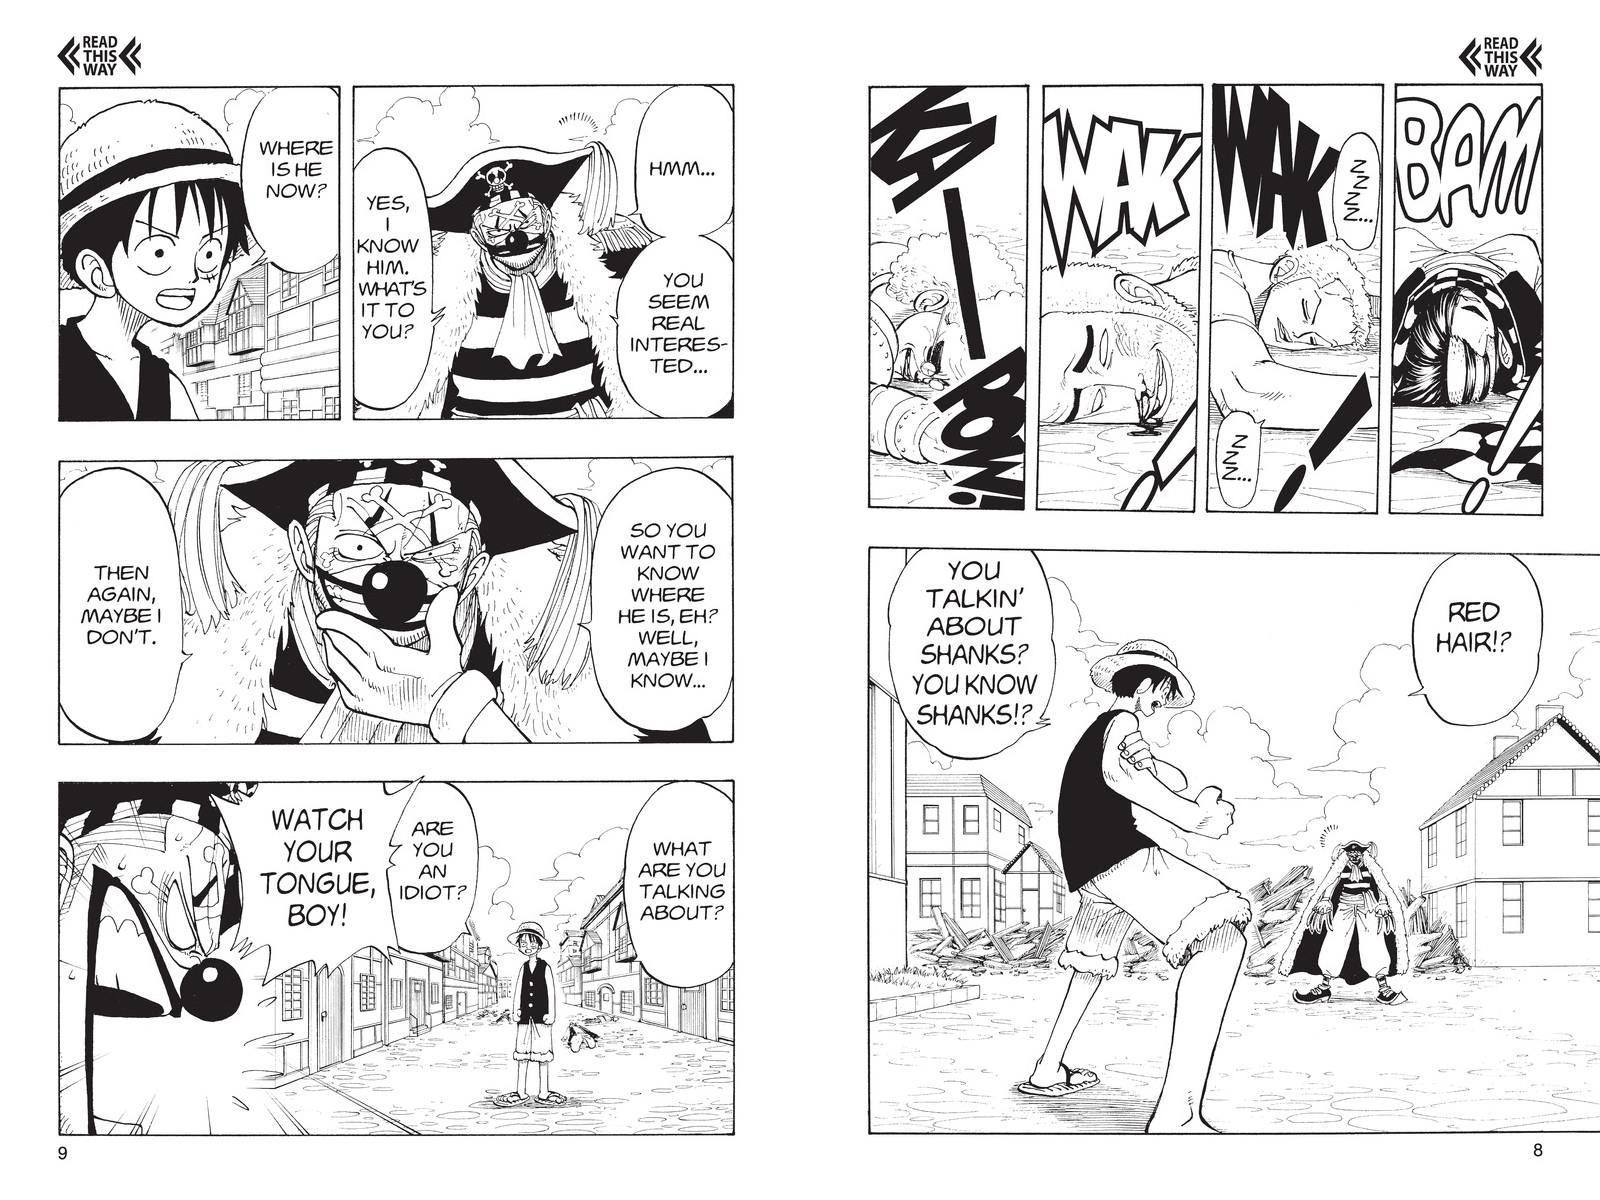 READ
THIS
WAY
BAM
!
ZZZZ...
WAK
!
ZZZ...
WAK
!
KA-
POW!
RED
HAIR!?
YOU
TALKIN'
ABOUT
SHANKS?
YOU KNOW
SHANKS!?
8
READ
THIS
WAY
HMM...
YOU
SEEM
REAL
INTERES-
TED...
YES,
I
KNOW
HIM.
WHAT'S
IT TO
YOU?
WHERE
IS HE
NOW?
SO YOU
WANT TO
KNOW
WHERE
HE IS, EH?
WELL,
MAYBE I
KNOW...
THEN
AGAIN,
MAYBE I
DON'T.
WHAT
ARE YOU
TALKING
ABOUT?
ARE
YOU
AN
IDIOT?
WATCH
YOUR
TONGUE,
BOY!
9